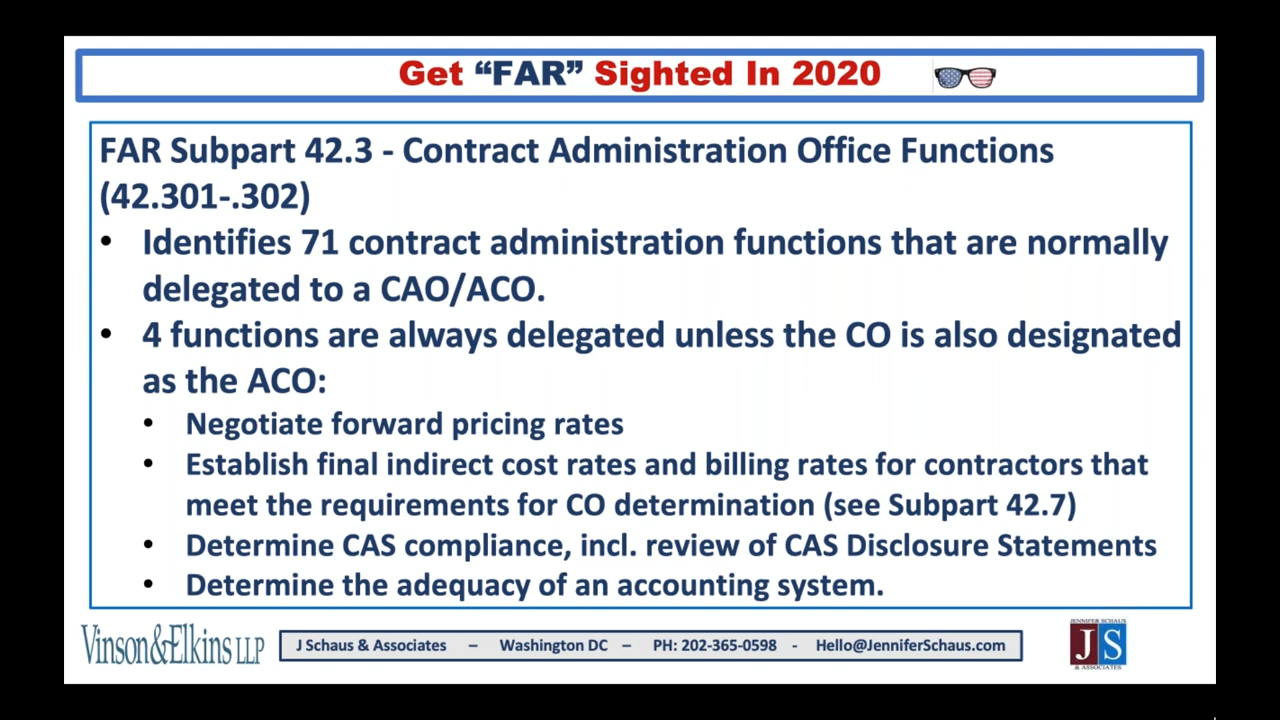 Get “FAR” Sighted In 2020
FAR Subpart 42.3 - Contract Administration Office Functions
(42.301-.302)
• Identifies 71 contract administration functions that are normally
delegated to a CAO/ACO.
• 4 functions are always delegated unless the CO is also designated
as the ACO:
• Negotiate forward pricing rates
• Establish final indirect cost rates and billing rates for contractors that
meet the requirements for CO determination (see Subpart 42.7)
• Determine CAS compliance, incl. review of CAS Disclosure Statements
• Determine the adequacy of an accounting system.
Vinson&Elkins LLP
J Schaus & Associates – Washington DC – PH: 202-365-0598 - Hello@JenniferSchaus.com
JENNIFER SCHAUS
JS
& ASSOCIATES